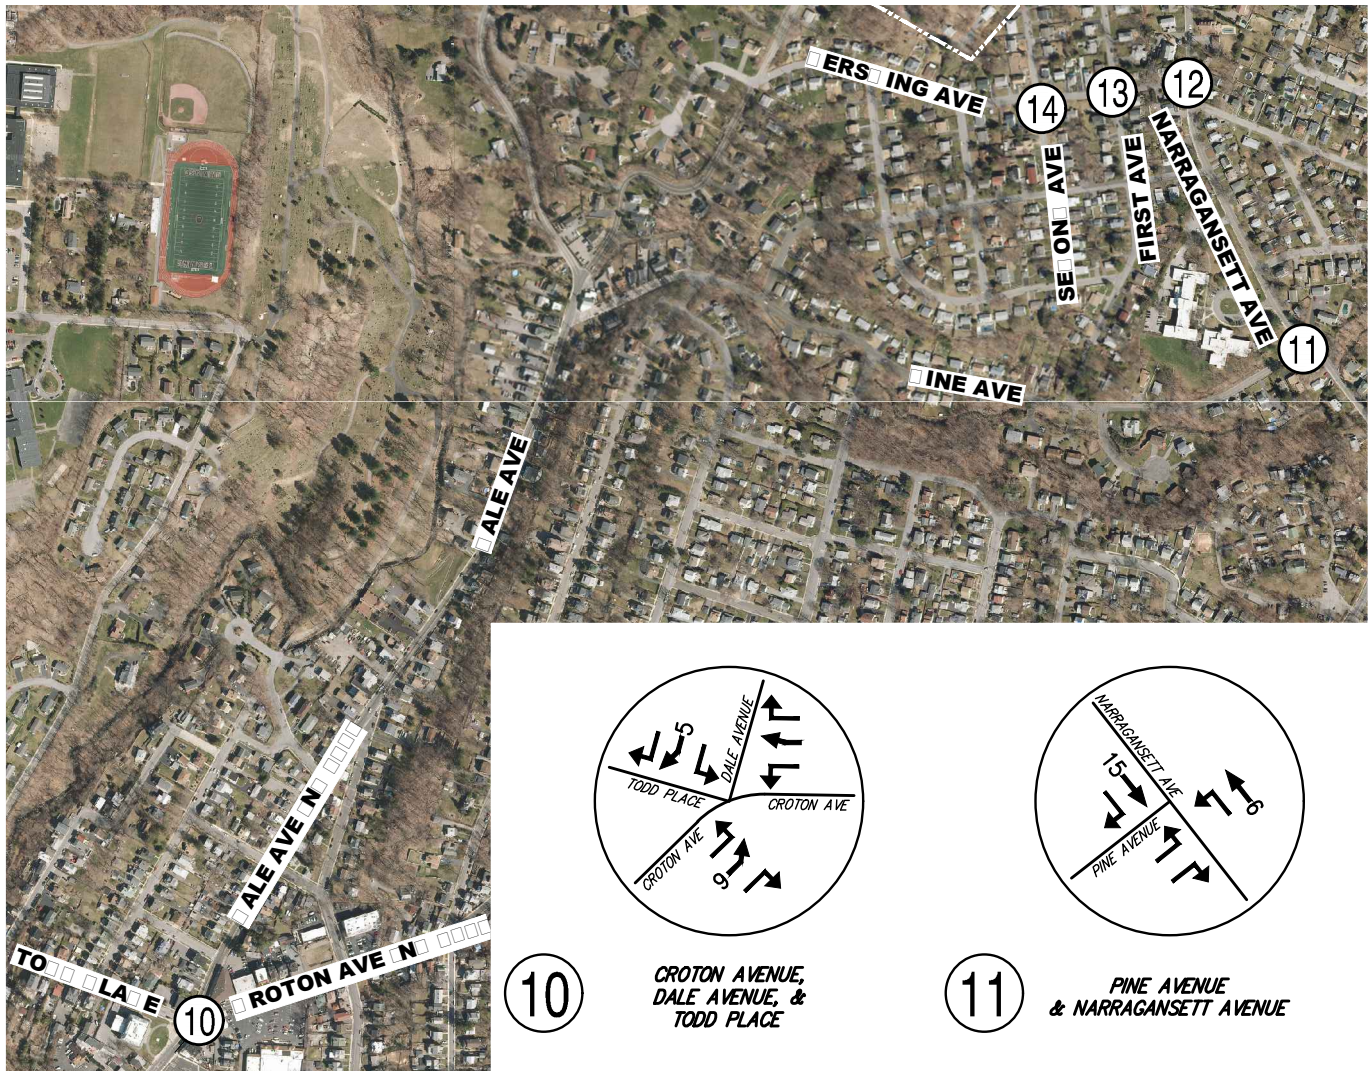 □ERS□ING AVE
14
13
12
NARRAGANSETT AVE
FIRST AVE
SE□ON□ AVE
11
□INE AVE
□ALE AVE
□ALE AVE□N□□□□□
TO□□ □LA□E
10
□ROTON AVE□N□ □□□□
5
DALE AVENUE
TODD PLACE
CROTON AVE
CROTON AVE
9
NARRAGANSETT AVE
15
6
PINE AVENUE
10
CROTON AVENUE,
DALE AVENUE, &
TODD PLACE
11
PINE AVENUE
& NARRAGANSETT AVENUE